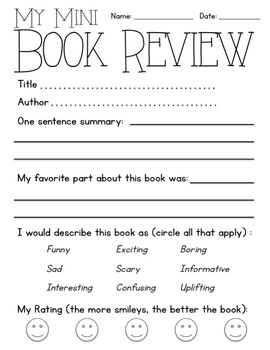 MY MINI Name: ____________ Date: ________
BOOK REVIEW
Title ......................................
Author ....................................
One sentence summary: ____________________
My favorite part about this book was: ______________
I would describe this book as (circle all that apply) :
Funny Exciting Boring
Sad Scary Informative
Interesting Confusing Uplifting
My Rating (the more smileys, the better the book):